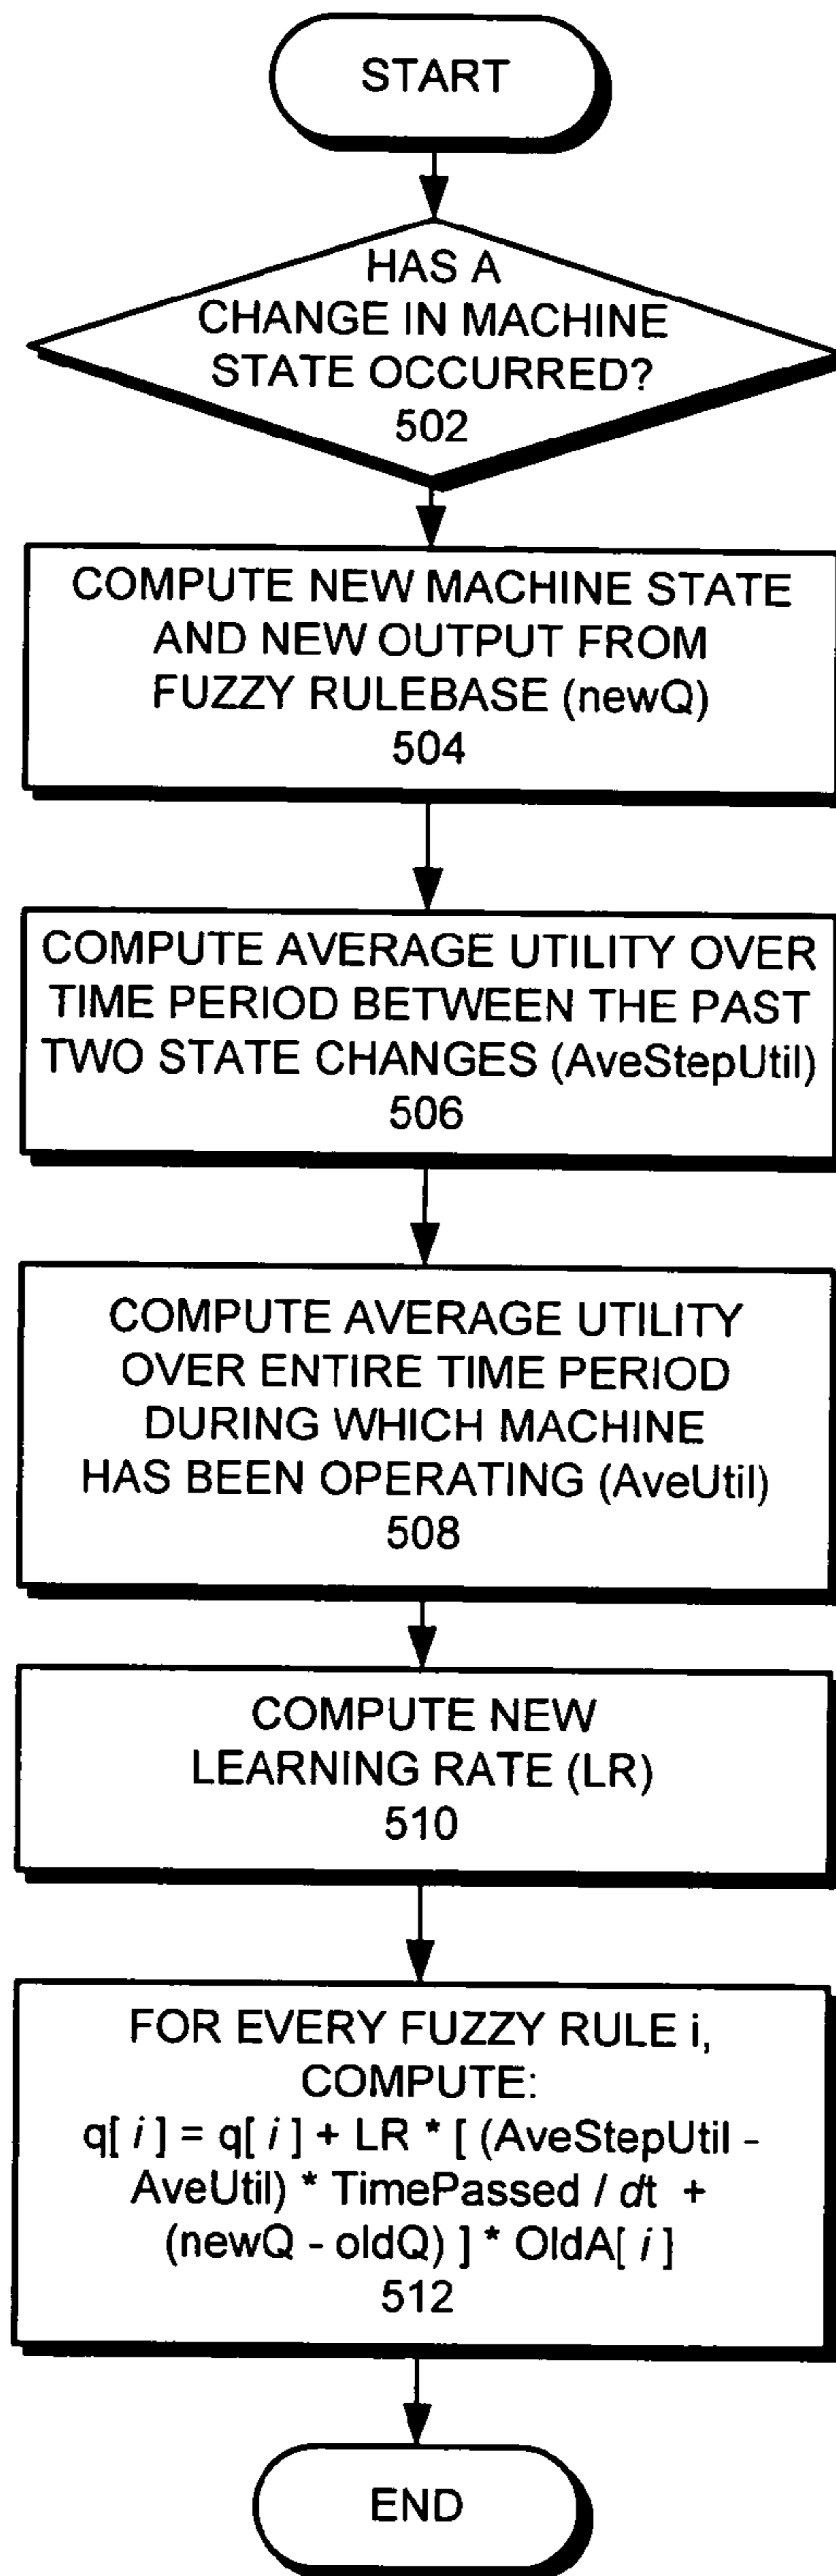 START
HAS A
CHANGE IN MACHINE
STATE OCCURRED?
502
COMPUTE NEW MACHINE STATE
AND NEW OUTPUT FROM
FUZZY RULEBASE (newQ)
504
COMPUTE AVERAGE UTILITY OVER
TIME PERIOD BETWEEN THE PAST
TWO STATE CHANGES (AveStepUtil)
506
COMPUTE AVERAGE UTILITY
OVER ENTIRE TIME PERIOD
DURING WHICH MACHINE
HAS BEEN OPERATING (AveUtil)
508
COMPUTE NEW
LEARNING RATE (LR)
510
FOR EVERY FUZZY RULE i,
COMPUTE:
q[ i ] = q[ i ] + LR * [ (AveStepUtil -
AveUtil) * TimePassed / dt +
(newQ - oldQ) ] * OldA[ i ]
512
END